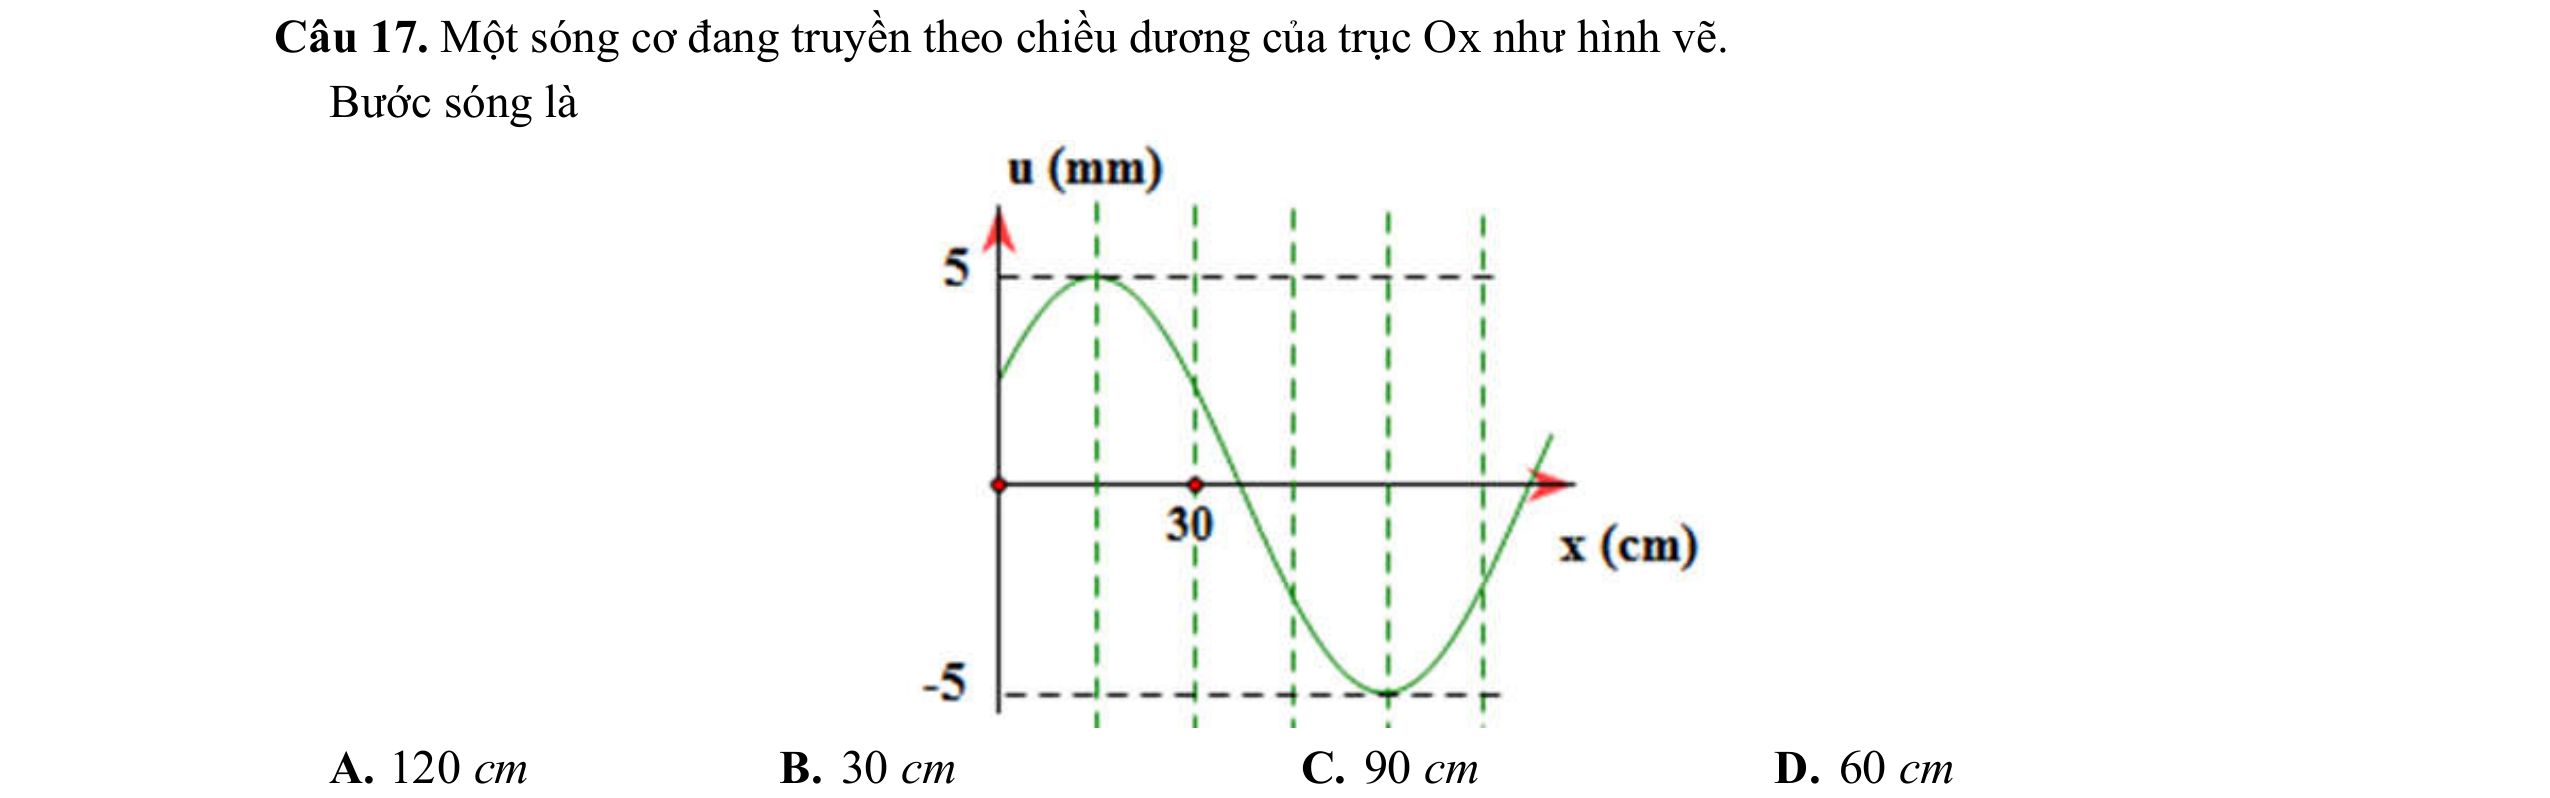 Câu 17. Một sóng cơ đang truyền theo chiều dương của trục Ox như hình vẽ.
Bước sóng là
u (mm)
5
30
x (cm)
-5
A. 120 cm B. 30 cm C. 90 cm D. 60 cm